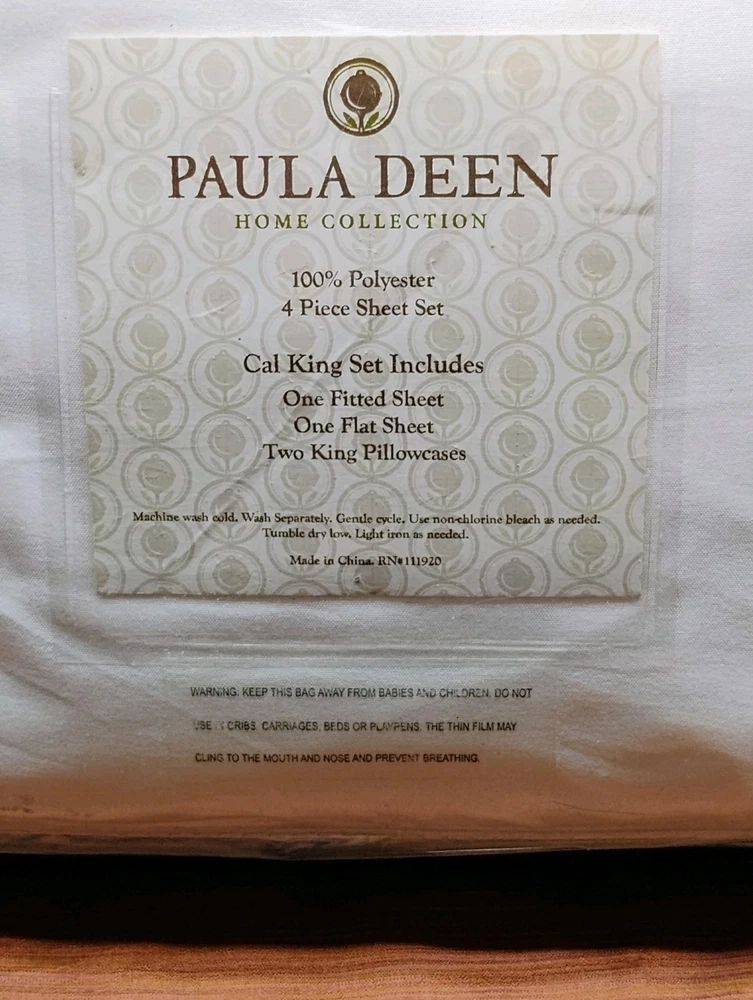 PAULA DEEN
HOME COLLECTION
100% Polyester
4 Piece Sheet Set
Cal King Set Includes
One Fitted Sheet
One Flat Sheet
Two King Pillowcases
Machine wash cold. Wash Separately. Gentle cycle. Use non-chlorine bleach as needed.
Tumble dry low. Light iron as needed.
Made in China. RN#111920
WARNING: KEEP THIS BAG AWAY FROM BABIES AND CHILDREN. DO NOT
USE IN CRIBS, CARRIAGES, BEDS OR PLAYPENS. THE THIN FILM MAY
CLING TO THE MOUTH AND NOSE AND PREVENT BREATHING.